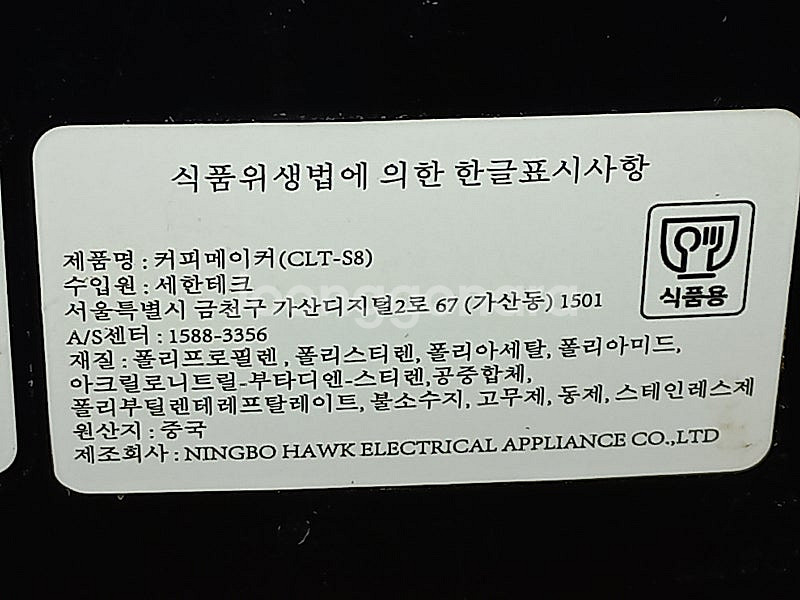 식품위생법에 의한 한글표시사항
제품명 : 커피메이커(CLT-S8)
수입원 : 세한테크
서울특별시 금천구 가산디지털2로 67 (가산동) 1501
A/S센터 : 1588-3356
재질 : 폴리프로필렌, 폴리스티렌, 폴리아세탈, 폴리아미드,
아크릴로니트릴-부타디엔-스티렌,공중합체,
폴리부틸렌테레프탈레이트, 불소수지, 고무제, 동제, 스테인레스제
원산지 : 중국
제조회사 : NINGBO HAWK ELECTRICAL APPLIANCE CO.,LTD
식품용